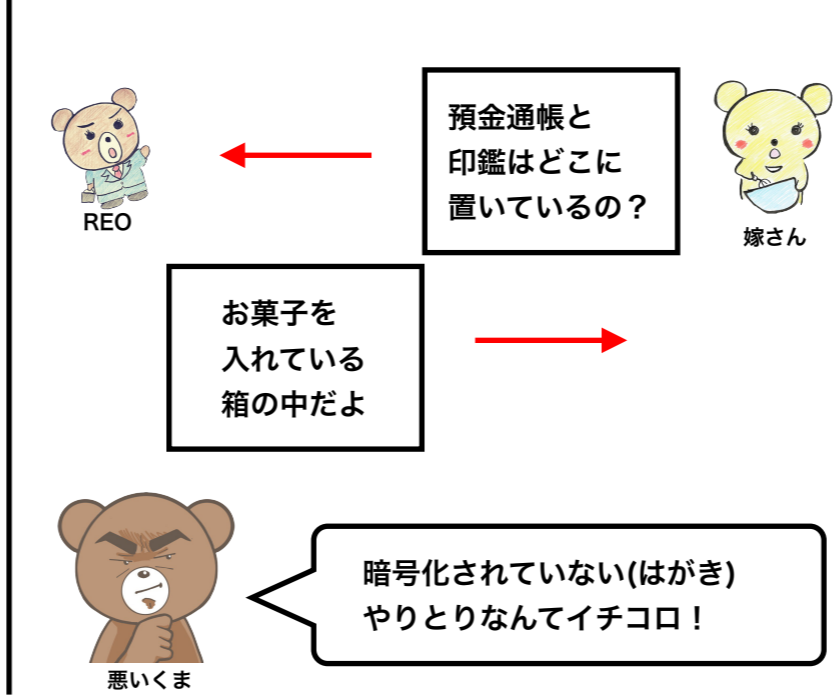 預金通帳と
印鑑はどこに
置いているの？
REO
嫁さん
お菓子を
入れている
箱の中だよ
暗号化されていない(はがき)
やりとりなんてイチコロ！
悪いくま